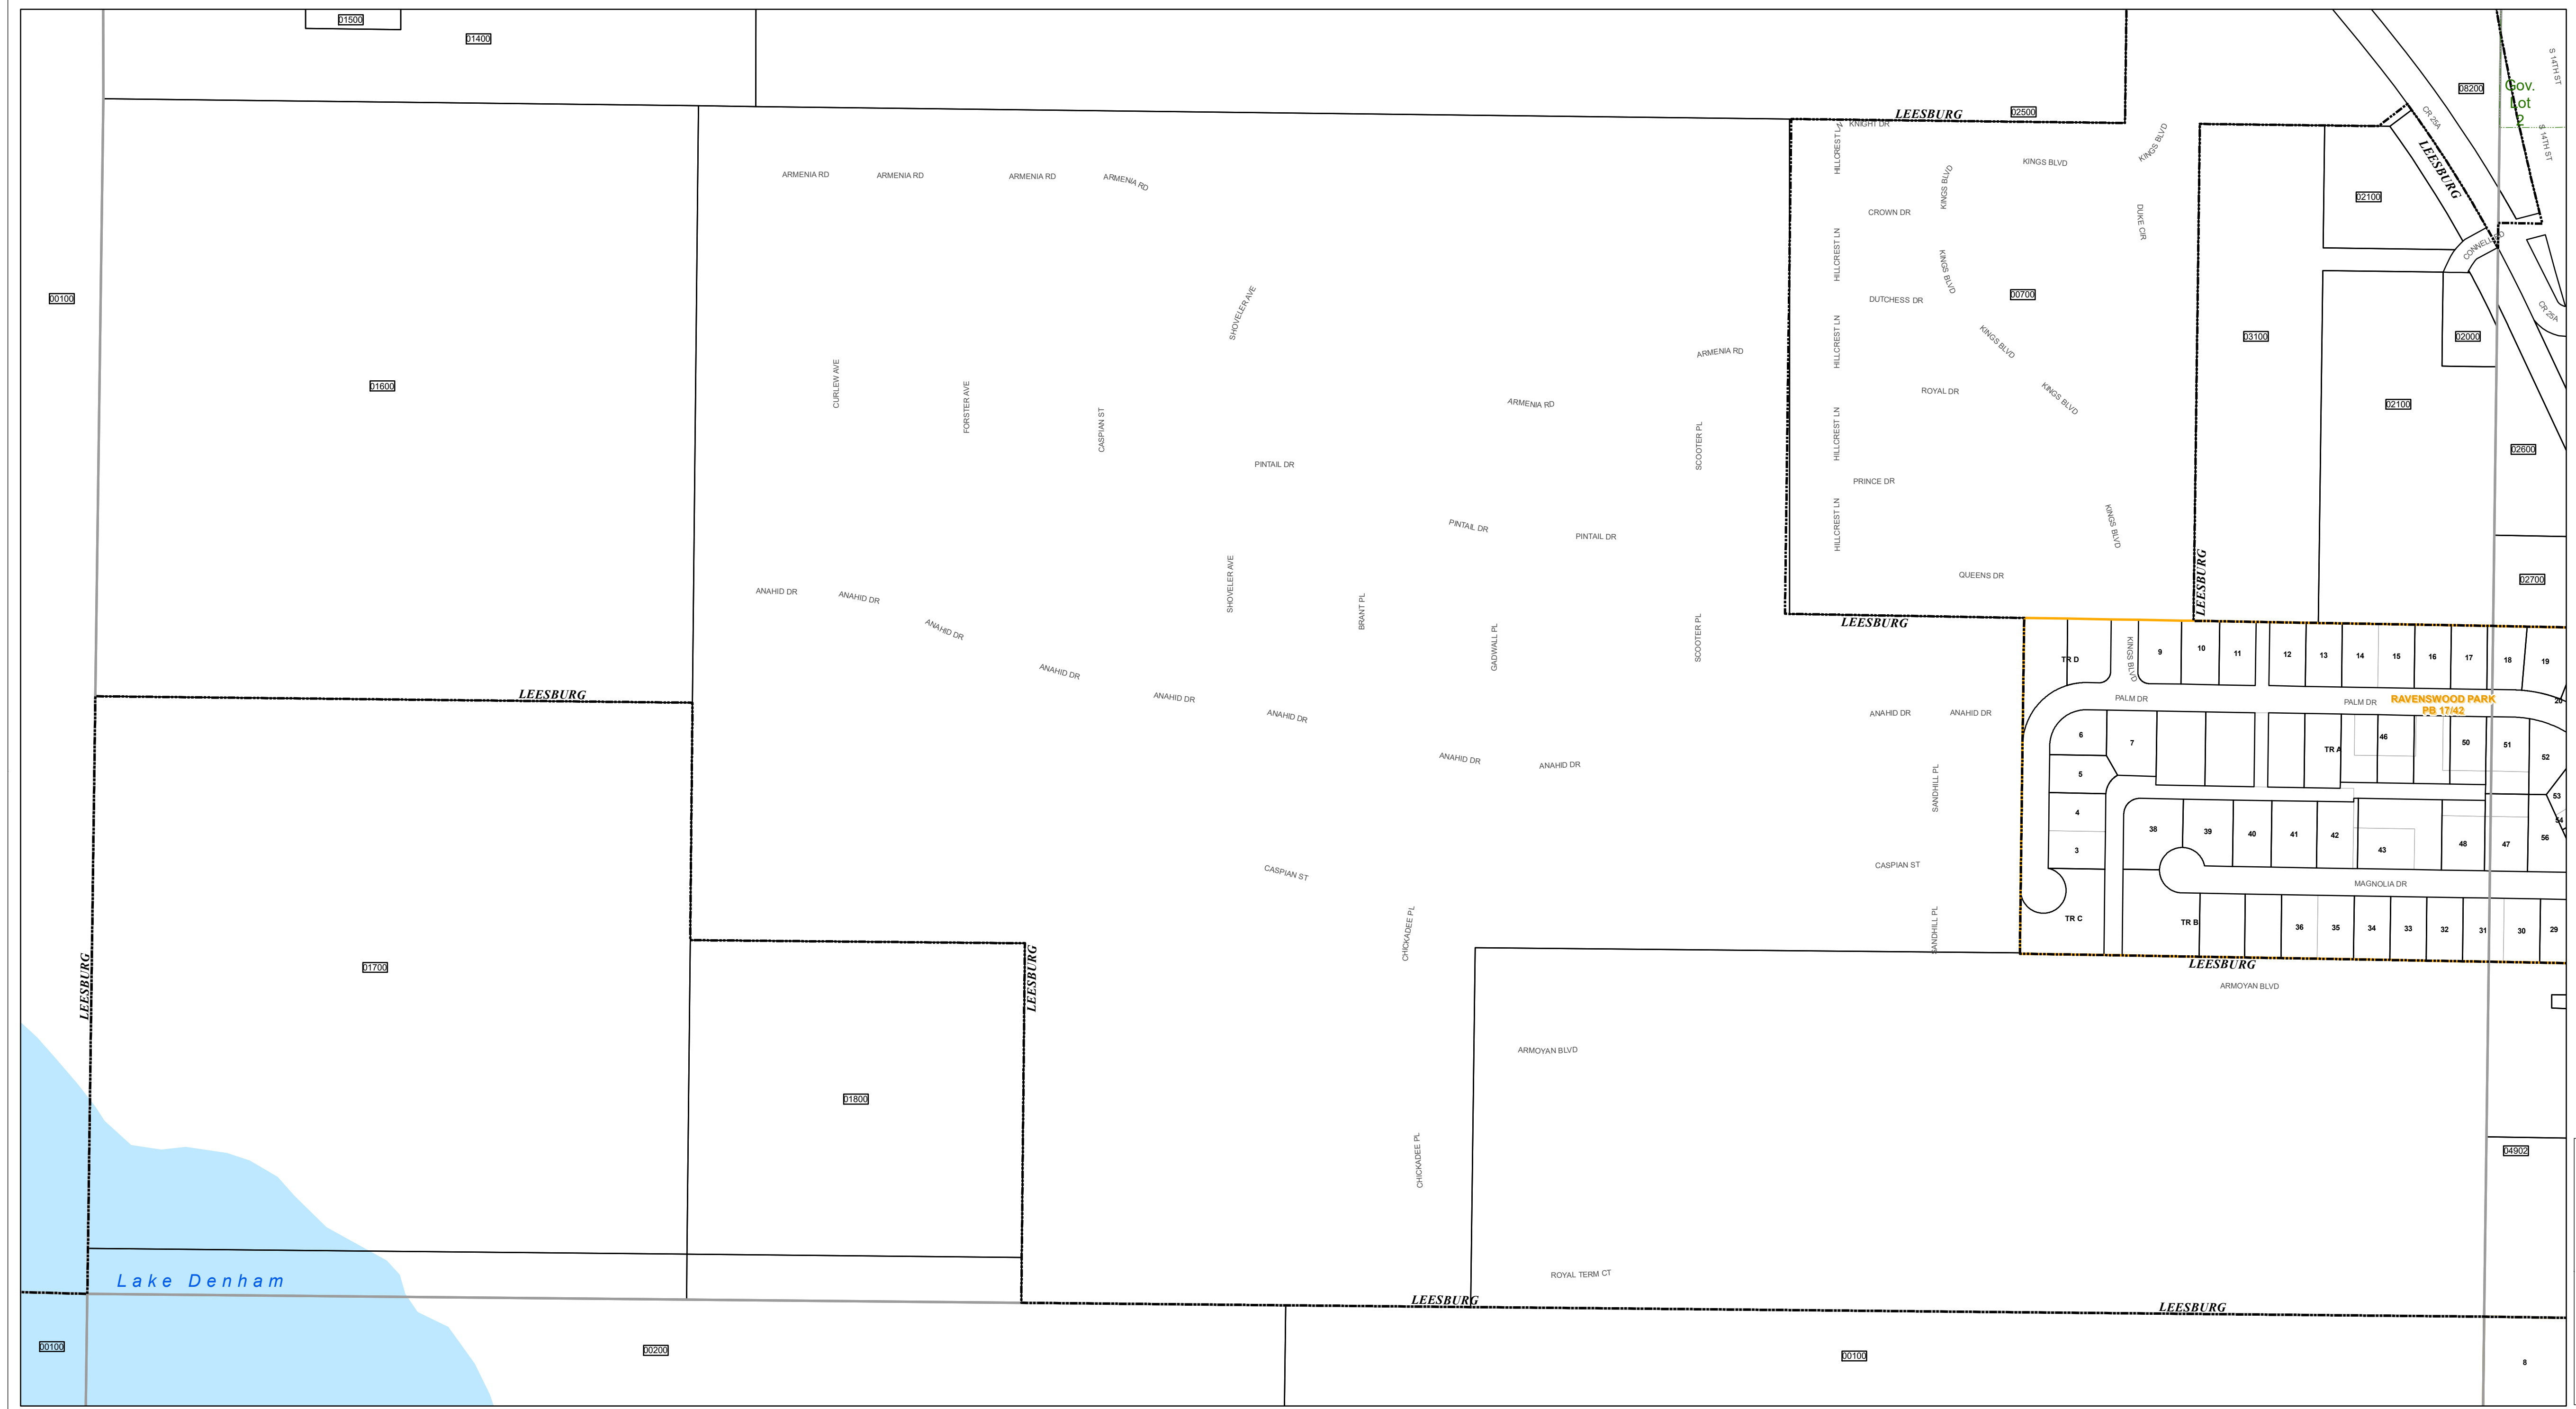 01500
01400
LEESBURG
02500
08200
Gov.
Lot
2
S 14TH ST
S 14TH ST
CR 25A
LEESBURG
KNIGHT DR
HILLCREST LN
KINGS BLVD
KINGS BLVD
ARMENIA RD
ARMENIA RD
ARMENIA RD
ARMENIA RD
KINGS BLVD
CROWN DR
DUKE CIR
02100
CONNELL RD
HILLCREST LN
KINGS BLVD
00100
DUTCHESS DR
00700
SHOVELER AVE
CR 25A
HILLCREST LN
KINGS BLVD
03100
02000
ARMENIA RD
01600
CURLEW AVE
FORSTER AVE
CASPIAN ST
ARMENIA RD
ROYAL DR
KINGS BLVD
02100
SCOOTER PL
HILLCREST LN
02600
PINTAIL DR
PRINCE DR
PINTAIL DR
PINTAIL DR
HILLCREST LN
KINGS BLVD
QUEENS DR
LEESBURG
02700
ANAHID DR
ANAHID DR
ANAHID DR
SHOVELER AVE
BRANT PL
GADWALL PL
SCOOTER PL
LEESBURG
ANAHID DR
ANAHID DR
ANAHID DR
ANAHID DR
ANAHID DR
ANAHID DR
ANAHID DR
LEESBURG
TR D
KINGS BLVD
9
10
11
12
13
14
15
16
17
18
19
20
PALM DR
PALM DR
RAVENSWOOD PARK
PB 17/42
6
7
TR A
46
50
51
52
5
SANDHILL PL
53
4
54
38
39
40
41
42
43
48
47
56
3
CASPIAN ST
CASPIAN ST
MAGNOLIA DR
CHICKADEE PL
SANDHILL PL
TR C
TR B
36
35
34
33
32
31
30
29
LEESBURG
01700
LEESBURG
LEESBURG
ARMOYAN BLVD
ARMOYAN BLVD
01800
CHICKADEE PL
04902
Lake Denham
ROYAL TERM CT
LEESBURG
LEESBURG
00100
00200
00100
8